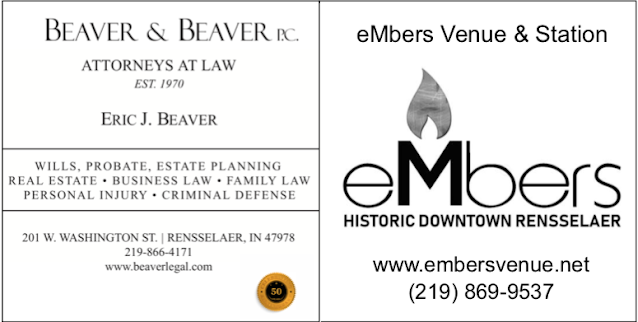 BEAVER & BEAVER P.C.
ATTORNEYS AT LAW
EST. 1970
ERIC J. BEAVER
WILLS, PROBATE, ESTATE PLANNING
REAL ESTATE • BUSINESS LAW • FAMILY LAW
PERSONAL INJURY • CRIMINAL DEFENSE
201 W. WASHINGTON ST. | RENSSELAER, IN 47978
219-866-4171
www.beaverlegal.com
50
eMbers Venue & Station
eMbers
HISTORIC DOWNTOWN RENSSELAER
www.embersvenue.net
(219) 869-9537